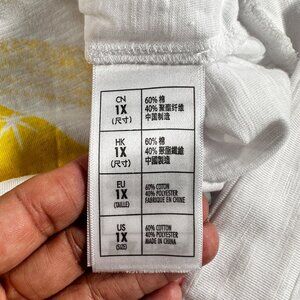 CN
1X
(尺寸)
60% 棉
40% 聚酯纤维
中国制造
HK
1X
(尺寸)
60% 棉
40% 聚酯纖維
中國製造
EU
1X
(TAILLE)
60% COTON
40% POLYESTER
FABRIQUE EN CHINE
US
1X
(SIZE)
60% COTTON
40% POLYESTER
MADE IN CHINA